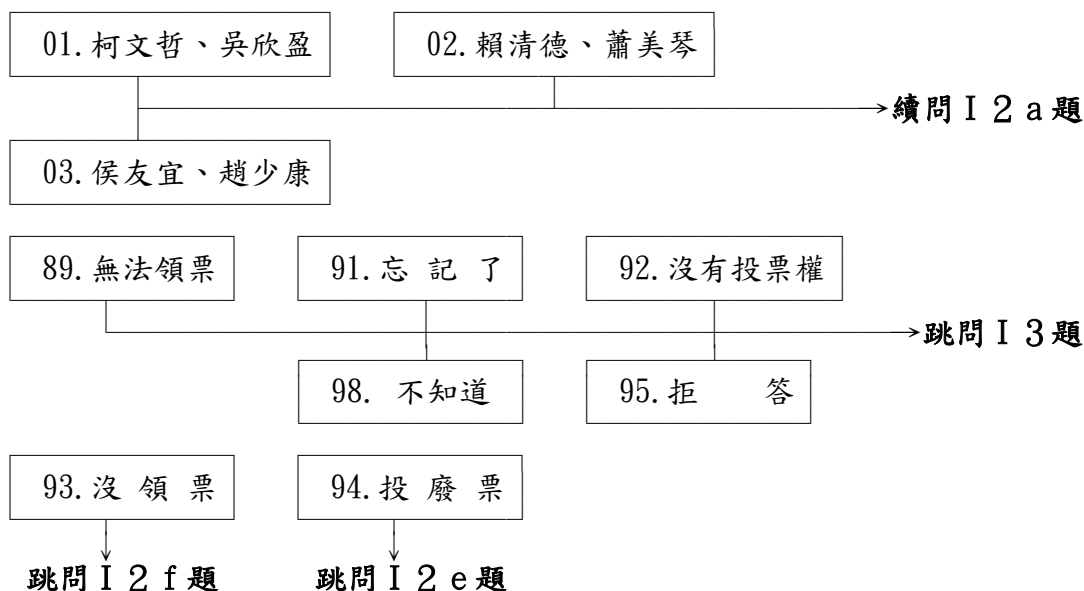 01.柯文哲、吳欣盈 02.賴清德、蕭美琴
續問Ｉ２ａ題
03.侯友宜、趙少康
89.無法領票 91.忘 記 了 92.沒有投票權
跳問Ｉ３題
98. 不知道 95.拒 答
93.沒 領 票 94.投 廢 票
跳問Ｉ２ｆ題 跳問Ｉ２ｅ題